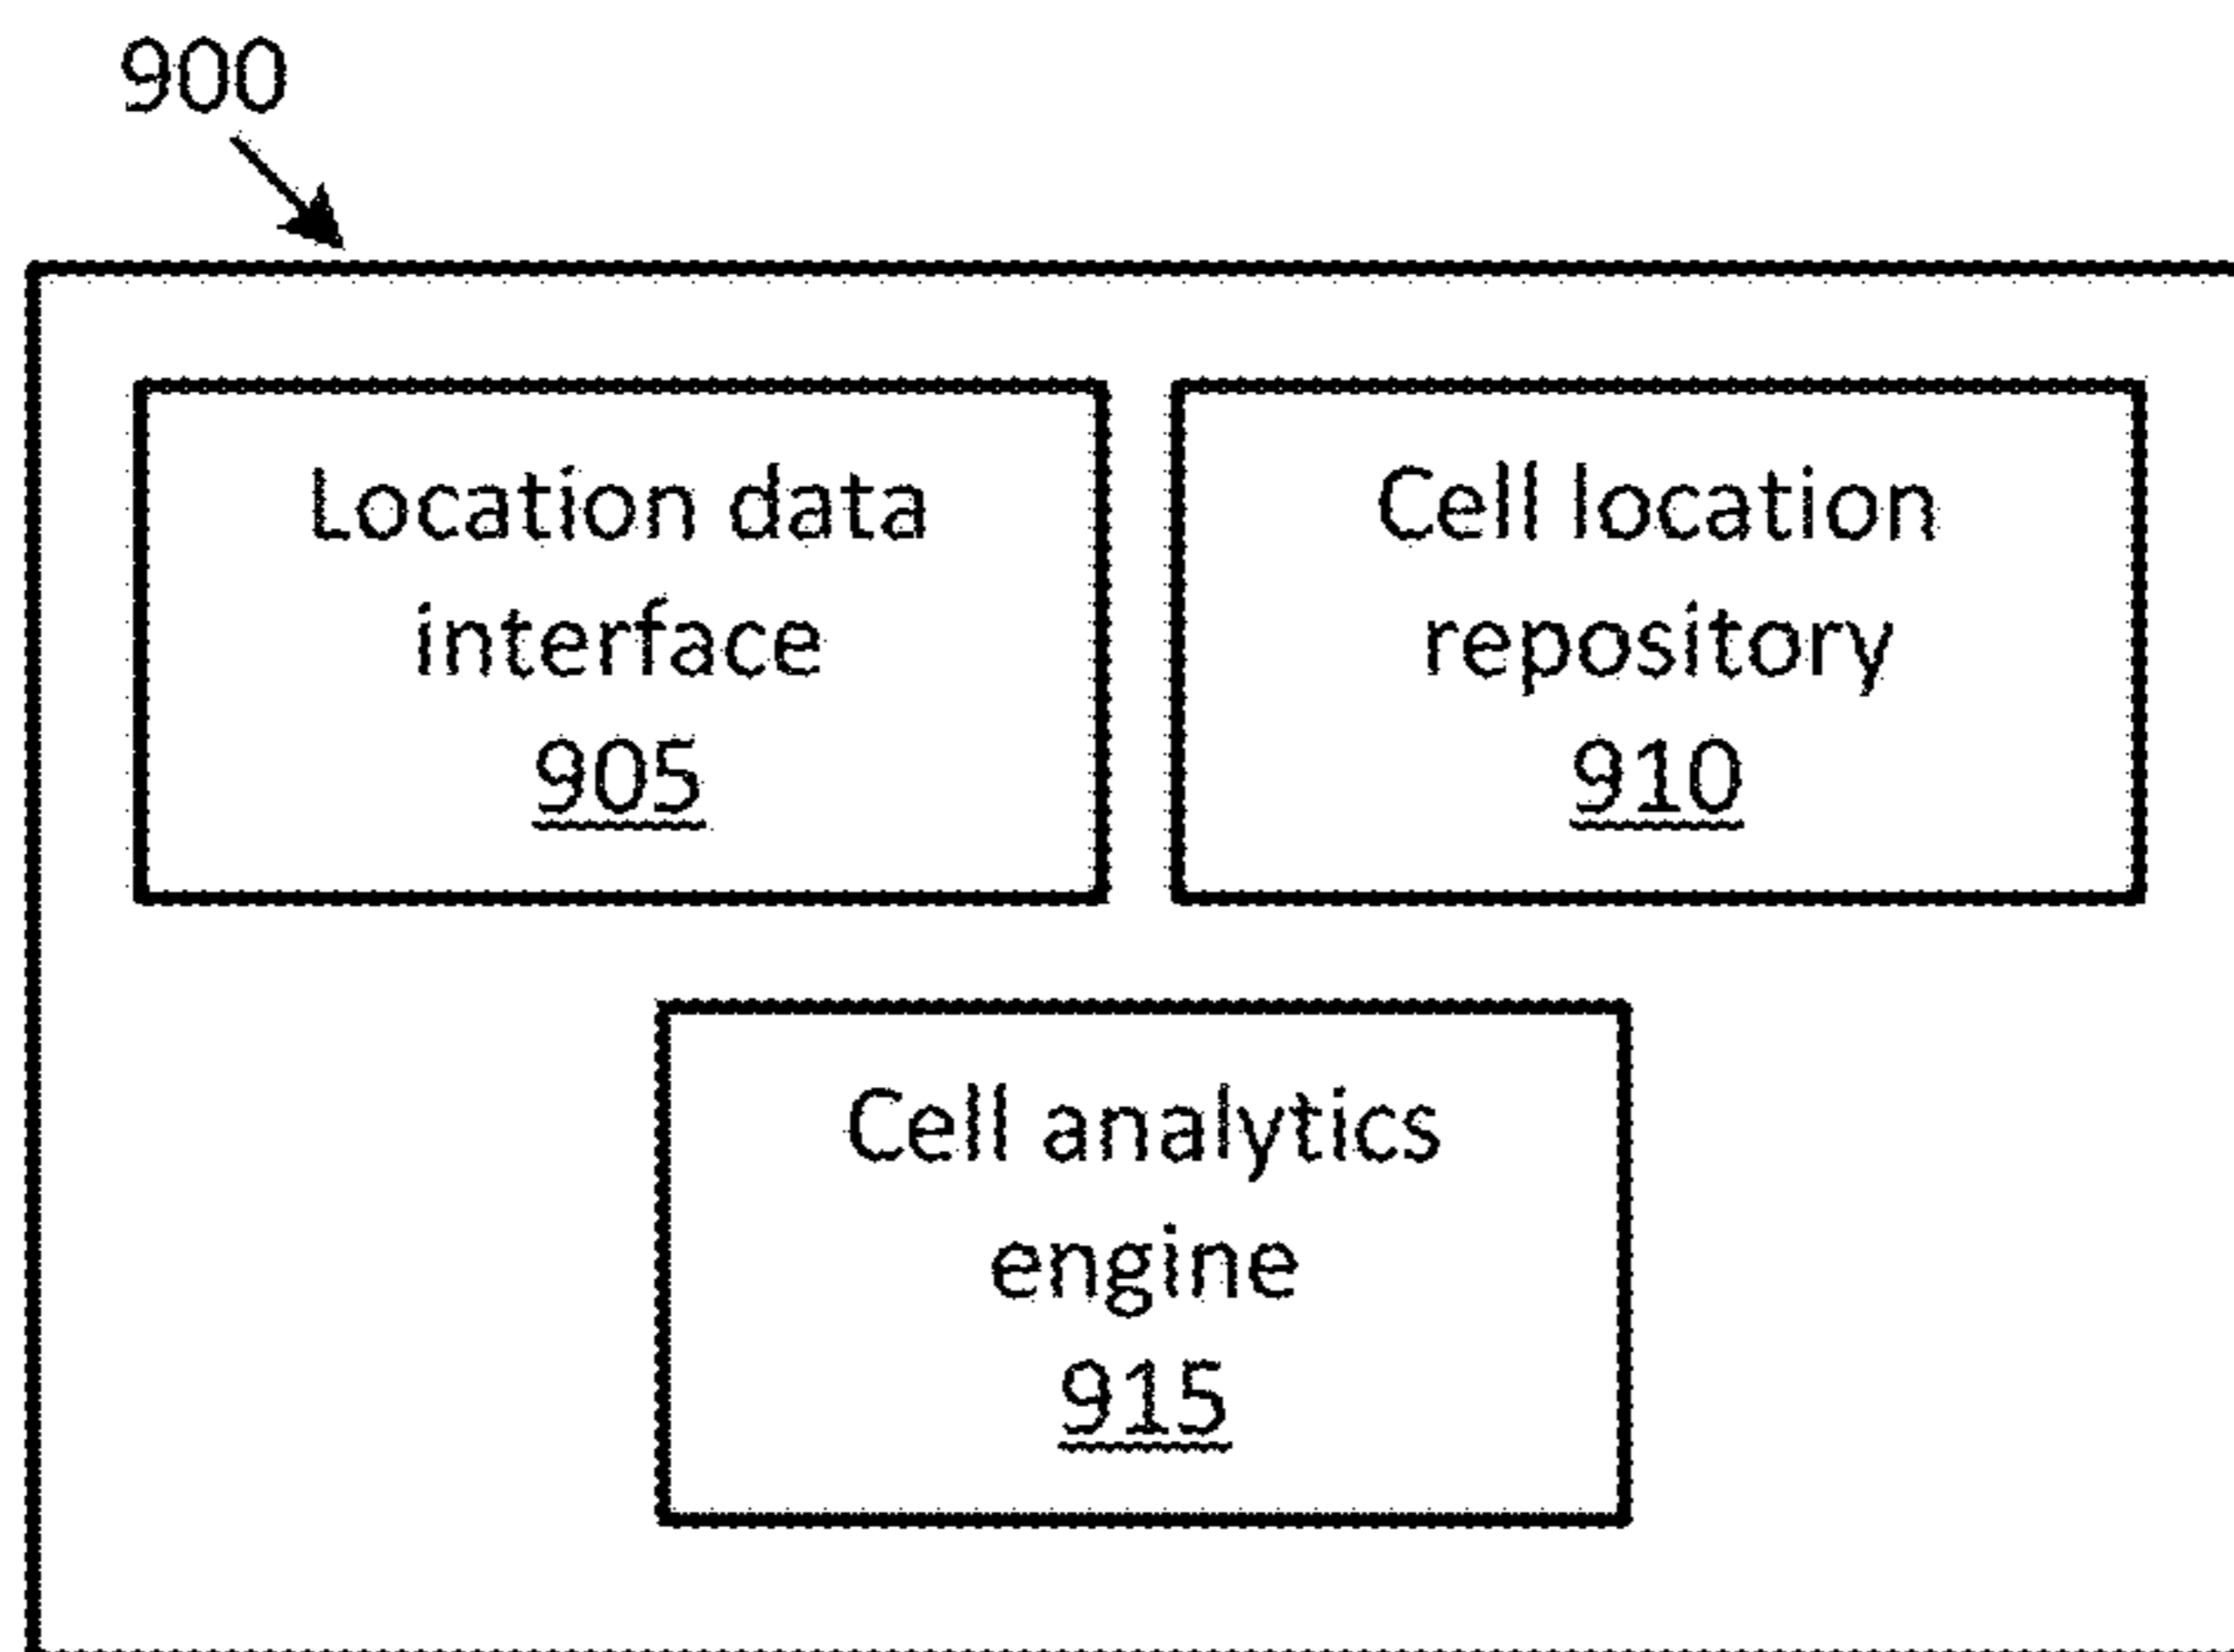 900
Location data
interface
905
Cell location
repository
910
Cell analytics
engine
915